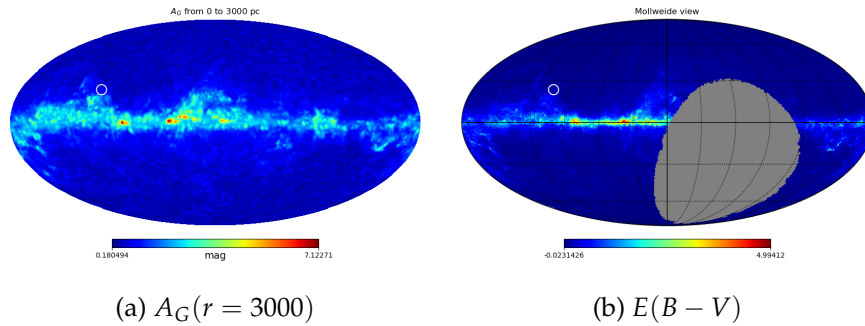 A_G from 0 to 3000 pc
Mollweide view
0.180494 mag 7.12271
-0.0231426 4.99412
(a) A_G(r = 3000)
(b) E(B − V)